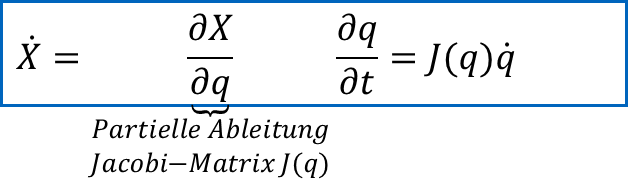 Ẋ = ∂X/∂q ∂q/∂t = J(q)q̇
Partielle Ableitung
Jacobi−Matrix J(q)